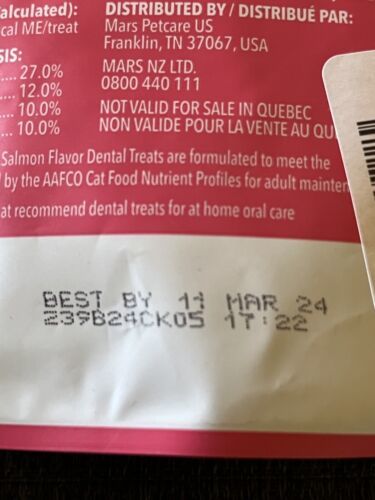 alculated): DISTRIBUTED BY / DISTRIBUÉ PAR:
cal ME/treat Mars Petcare US
Franklin, TN 37067, USA
SIS:
.... 27.0% MARS NZ LTD.
.... 12.0% 0800 440 111
.... 10.0% NOT VALID FOR SALE IN QUEBEC
.... 10.0% NON VALIDE POUR LA VENTE AU QU
Salmon Flavor Dental Treats are formulated to meet the
by the AAFCO Cat Food Nutrient Profiles for adult mainten
at recommend dental treats for at home oral care
BEST BY 11 MAR 24
239B24CK05 17:22